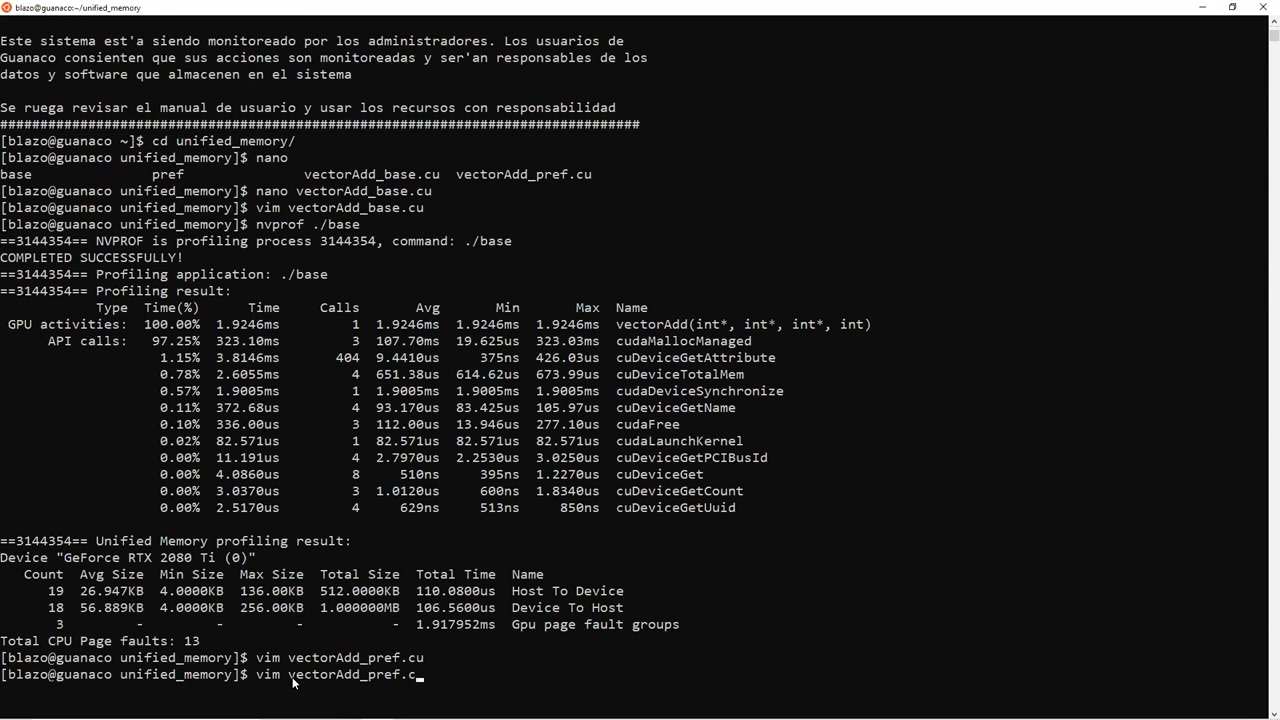 blazo@guanaco:~/unified_memory
Este sistema est'a siendo monitoreado por los administradores. Los usuarios de
Guanaco consienten que sus acciones son monitoreadas y ser'an responsables de los
datos y software que almacenen en el sistema
Se ruega revisar el manual de usuario y usar los recursos con responsabilidad
################################################################################
[blazo@guanaco ~]$ cd unified_memory/
[blazo@guanaco unified_memory]$ nano
base               pref               vectorAdd_base.cu  vectorAdd_pref.cu
[blazo@guanaco unified_memory]$ nano vectorAdd_base.cu
[blazo@guanaco unified_memory]$ vim vectorAdd_base.cu
[blazo@guanaco unified_memory]$ nvprof ./base
==3144354== NVPROF is profiling process 3144354, command: ./base
COMPLETED SUCCESSFULLY!
==3144354== Profiling application: ./base
==3144354== Profiling result:
            Type  Time(%)      Time     Calls       Avg       Min       Max  Name
 GPU activities:  100.00%  1.9246ms         1  1.9246ms  1.9246ms  1.9246ms  vectorAdd(int*, int*, int*, int)
      API calls:   97.25%  323.10ms         3  107.70ms  19.625us  323.03ms  cudaMallocManaged
                    1.15%  3.8146ms       404  9.4410us     375ns  426.03us  cuDeviceGetAttribute
                    0.78%  2.6055ms         4  651.38us  614.62us  673.99us  cuDeviceTotalMem
                    0.57%  1.9005ms         1  1.9005ms  1.9005ms  1.9005ms  cudaDeviceSynchronize
                    0.11%  372.68us         4  93.170us  83.425us  105.97us  cuDeviceGetName
                    0.10%  336.00us         3  112.00us  13.946us  277.10us  cudaFree
                    0.02%  82.571us         1  82.571us  82.571us  82.571us  cudaLaunchKernel
                    0.00%  11.191us         4  2.7970us  2.2530us  3.0250us  cuDeviceGetPCIBusId
                    0.00%  4.0860us         8     510ns     395ns  1.2270us  cuDeviceGet
                    0.00%  3.0370us         3  1.0120us     600ns  1.8340us  cuDeviceGetCount
                    0.00%  2.5170us         4     629ns     513ns     850ns  cuDeviceGetUuid
==3144354== Unified Memory profiling result:
Device "GeForce RTX 2080 Ti (0)"
   Count  Avg Size  Min Size  Max Size  Total Size  Total Time  Name
      19  26.947KB  4.0000KB  136.00KB  512.0000KB  110.0800us  Host To Device
      18  56.889KB  4.0000KB  256.00KB  1.000000MB  106.5600us  Device To Host
       3         -         -         -           -  1.917952ms  Gpu page fault groups
Total CPU Page faults: 13
[blazo@guanaco unified_memory]$ vim vectorAdd_pref.cu
[blazo@guanaco unified_memory]$ vim vectorAdd_pref.c